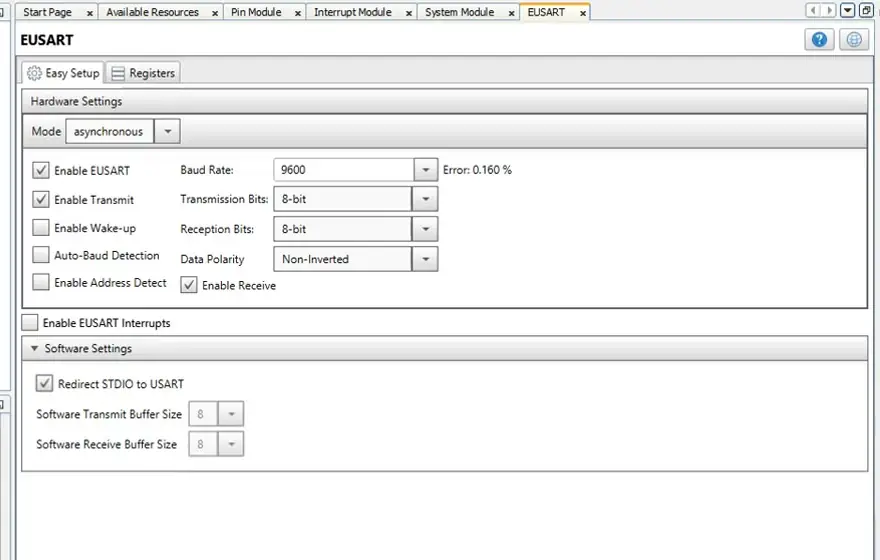 Start Page Available Resources Pin Module Interrupt Module System Module EUSART
EUSART
Easy Setup Registers
Hardware Settings
Mode asynchronous
Enable EUSART Baud Rate: 9600 Error: 0.160 %
Enable Transmit Transmission Bits: 8-bit
Enable Wake-up Reception Bits: 8-bit
Auto-Baud Detection Data Polarity Non-Inverted
Enable Address Detect Enable Receive
Enable EUSART Interrupts
Software Settings
Redirect STDIO to USART
Software Transmit Buffer Size 8
Software Receive Buffer Size 8